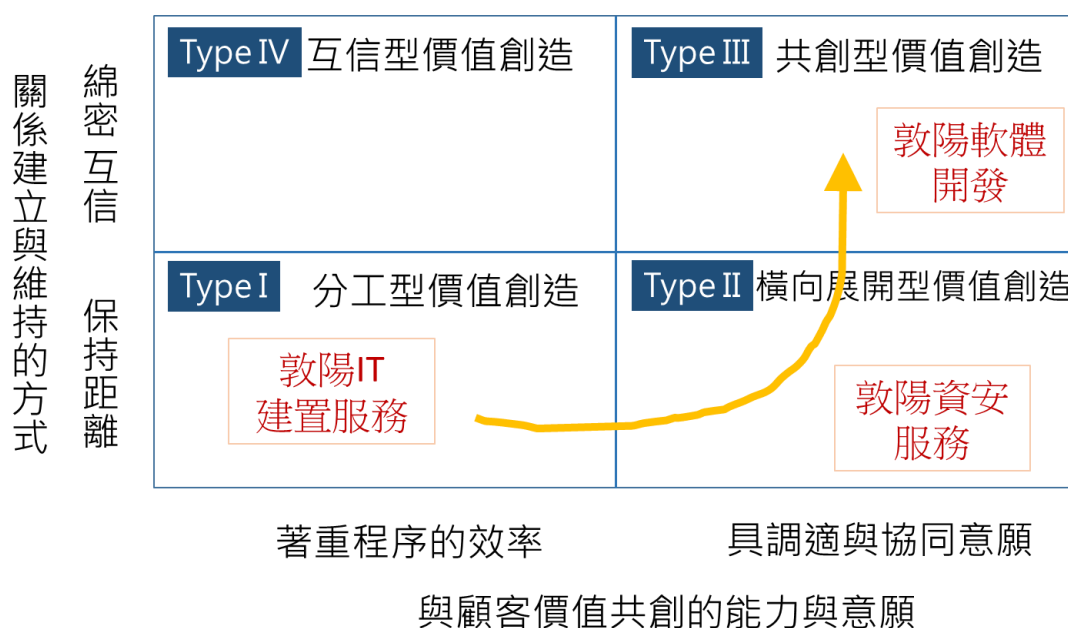 關係建立與維持的方式
綿密互信
保持距離
Type IV 互信型價值創造
Type III 共創型價值創造
敦陽軟體
開發
Type I 分工型價值創造
敦陽IT
建置服務
Type II 橫向展開型價值創造
敦陽資安
服務
著重程序的效率
具調適與協同意願
與顧客價值共創的能力與意願